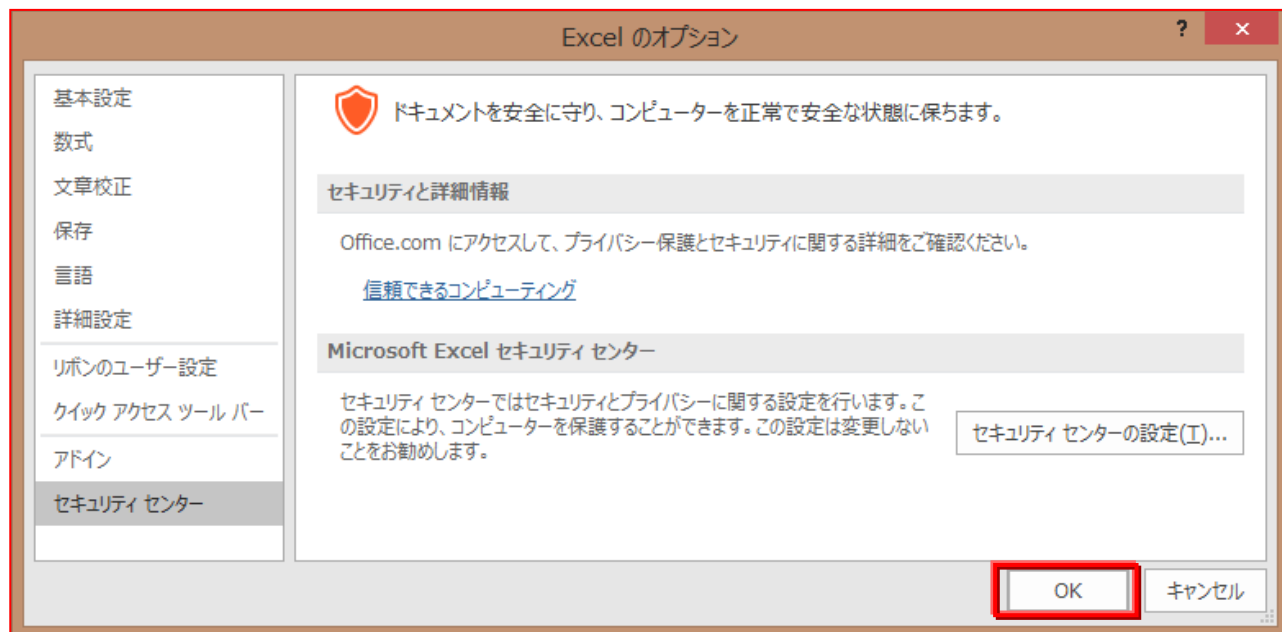 Excel のオプション
?
×
基本設定
数式
文章校正
保存
言語
詳細設定
リボンのユーザー設定
クイック アクセス ツール バー
アドイン
セキュリティ センター
ドキュメントを安全に守り、コンピューターを正常で安全な状態に保ちます。
セキュリティと詳細情報
Office.com にアクセスして、プライバシー保護とセキュリティに関する詳細をご確認ください。
信頼できるコンピューティング
Microsoft Excel セキュリティ センター
セキュリティ センターではセキュリティとプライバシーに関する設定を行います。こ
の設定により、コンピューターを保護することができます。この設定は変更しない
ことをお勧めします。
セキュリティ センターの設定(T)...
OK
キャンセル